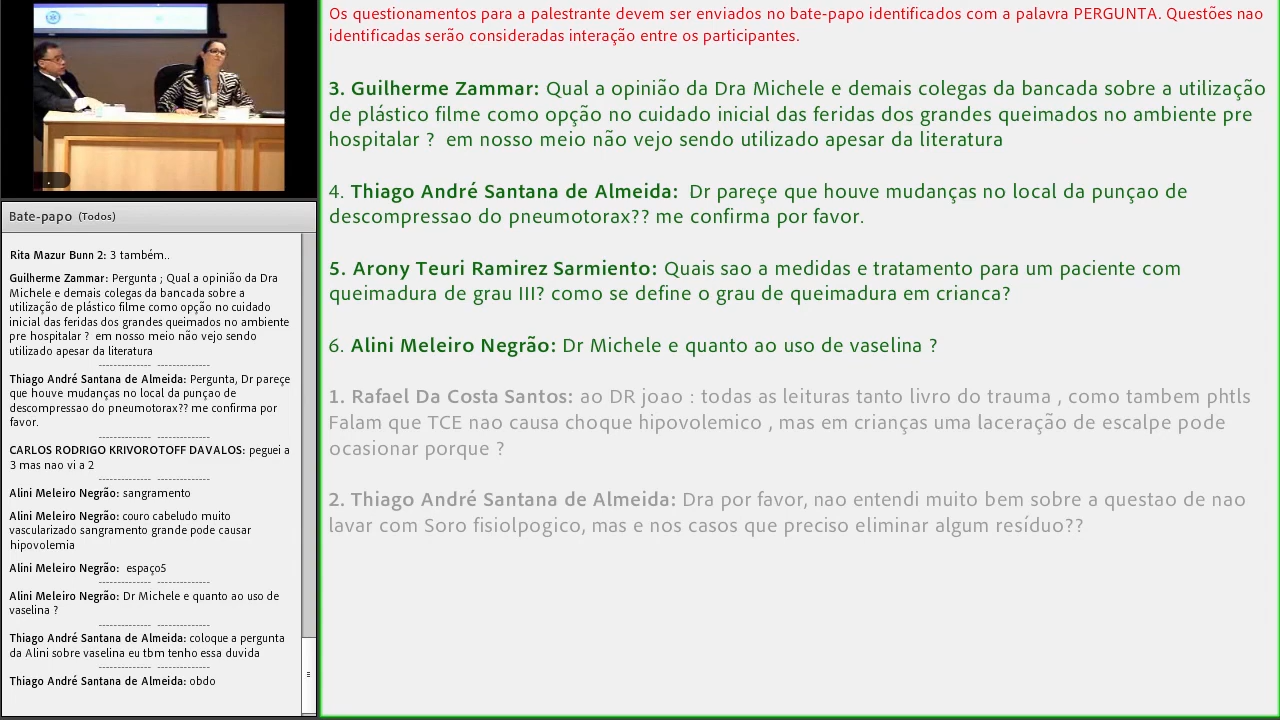 Os questionamentos para a palestrante devem ser enviados no bate-papo identificados com a palavra PERGUNTA. Questões nao
identificadas serão consideradas interação entre os participantes.
3. Guilherme Zammar: Qual a opinião da Dra Michele e demais colegas da bancada sobre a utilização
de plástico filme como opção no cuidado inicial das feridas dos grandes queimados no ambiente pre
hospitalar ?  em nosso meio não vejo sendo utilizado apesar da literatura
4. Thiago André Santana de Almeida:  Dr pareçe que houve mudanças no local da punçao de
descompressao do pneumotorax?? me confirma por favor.
5. Arony Teuri Ramirez Sarmiento: Quais sao a medidas e tratamento para um paciente com
queimadura de grau III? como se define o grau de queimadura em crianca?
6. Alini Meleiro Negrão: Dr Michele e quanto ao uso de vaselina ?
1. Rafael Da Costa Santos: ao DR joao : todas as leituras tanto livro do trauma , como tambem phtls
Falam que TCE nao causa choque hipovolemico , mas em crianças uma laceração de escalpe pode
ocasionar porque ?
2. Thiago André Santana de Almeida: Dra por favor, nao entendi muito bem sobre a questao de nao
lavar com Soro fisiolpogico, mas e nos casos que preciso eliminar algum resíduo??
Bate-papo (Todos)
Rita Mazur Bunn 2: 3 também..
Guilherme Zammar: Pergunta ; Qual a opinião da Dra
Michele e demais colegas da bancada sobre a
utilização de plástico filme como opção no cuidado
inicial das feridas dos grandes queimados no ambiente
pre hospitalar ?  em nosso meio não vejo sendo
utilizado apesar da literatura
-------------- --------------
Thiago André Santana de Almeida: Pergunta, Dr pareçe
que houve mudanças no local da punçao de
descompressao do pneumotorax?? me confirma por
favor.
-------------- --------------
CARLOS RODRIGO KRIVOROTOFF DAVALOS: peguei a
3 mas nao vi a 2
-------------- --------------
Alini Meleiro Negrão: sangramento
Alini Meleiro Negrão: couro cabeludo muito
vascularizado sangramento grande pode causar
hipovolemia
Alini Meleiro Negrão:  espaço5
-------------- --------------
Alini Meleiro Negrão: Dr Michele e quanto ao uso de
vaselina ?
-------------- --------------
Thiago André Santana de Almeida: coloque a pergunta
da Alini sobre vaselina eu tbm tenho essa duvida
-------------- --------------
Thiago André Santana de Almeida: obdo